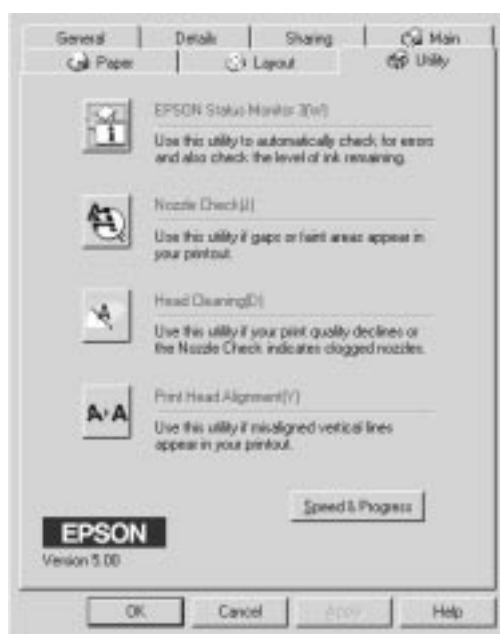 General Details Sharing Main
Paper Layout Utility
EPSON Status Monitor 3(W)
Use this utility to automatically check for errors
and also check the level of ink remaining.
Nozzle Check(J)
Use this utility if gaps or faint areas appear in
your printout.
Head Cleaning(D)
Use this utility if your print quality declines or
the Nozzle Check indicates clogged nozzles.
Print Head Alignment(Y)
Use this utility if misaligned vertical lines
appear in your printout.
Speed & Progress
EPSON
Version 5.00
OK Cancel Apply Help